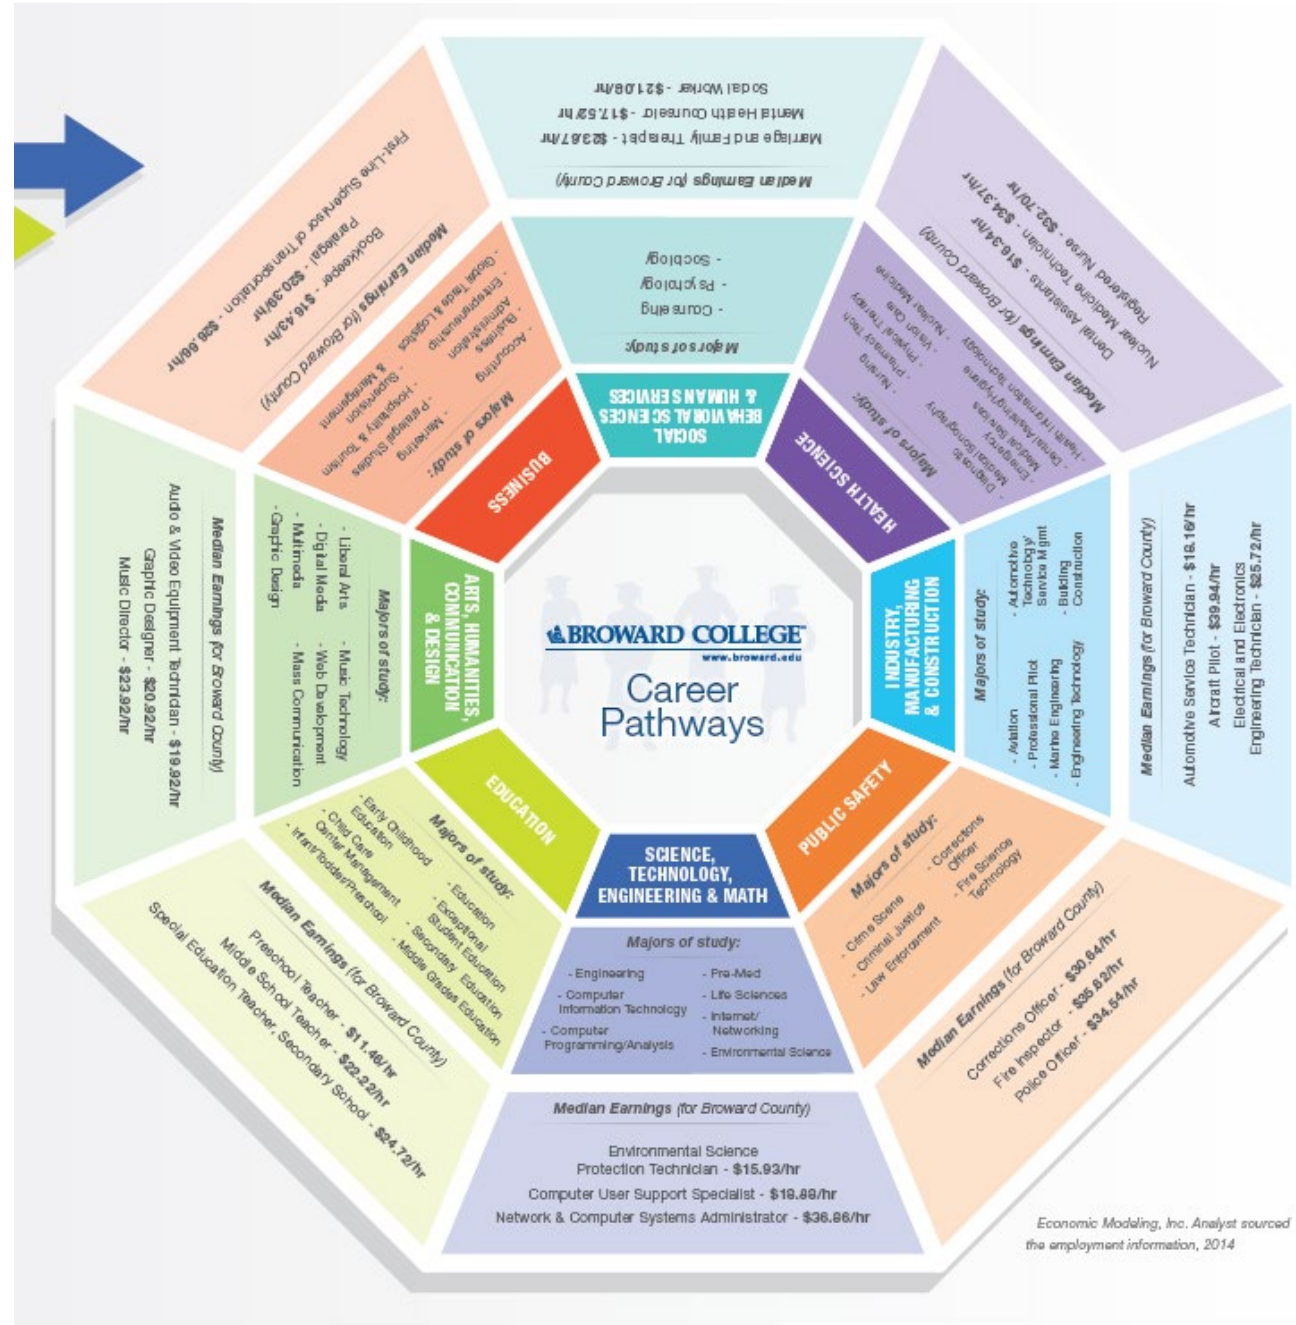 BROWARD COLLEGE
www.broward.edu
Career
Pathways
SOCIAL
BEHAVIORAL SCIENCES
& HUMAN SERVICES
Majors of study:
- Counseling
- Psychology
- Sociology
Median Earnings (for Broward County)
Marriage and Family Therapist - $23.67/hr
Mental Health Counselor - $17.52/hr
Social Worker - $21.06/hr
HEALTH SCIENCE
Majors of study:
- Diagnostic
Medical Sonography
- Emergency
Medical Services
- Dental Assisting/Hygiene
- Health Information Technology
- Nursing
- Pharmacy Tech
- Physical Therapy
- Vision Care
- Nuclear Medicine
Median Earnings (for Broward County)
Dental Assistants - $16.34/hr
Nuclear Medicine Technician - $34.37/hr
Registered Nurse - $32.70/hr
INDUSTRY,
MANUFACTURING
& CONSTRUCTION
Majors of study:
- Aviation
- Professional Pilot
- Marine Engineering
- Engineering Technology
- Automotive
Technology/
Service Mgmt
- Building
Construction
Median Earnings (for Broward County)
Automotive Service Technician - $18.16/hr
Aircraft Pilot - $39.94/hr
Electrical and Electronics
Engineering Technician - $25.72/hr
PUBLIC SAFETY
Majors of study:
- Crime Scene
- Criminal Justice
- Law Enforcement
- Corrections
Officer
- Fire Science
Technology
Median Earnings (for Broward County)
Corrections Officer - $30.84/hr
Fire Inspector - $35.82/hr
Police Officer - $34.54/hr
SCIENCE,
TECHNOLOGY,
ENGINEERING & MATH
Majors of study:
- Engineering
- Computer
Information Technology
- Computer
Programming/Analysis
- Pre-Med
- Life Sciences
- Internet/
Networking
- Environmental Science
Median Earnings (for Broward County)
Environmental Science
Protection Technician - $15.93/hr
Computer User Support Specialist - $18.88/hr
Network & Computer Systems Administrator - $36.86/hr
EDUCATION
Majors of study:
- Early Childhood
Education
- Child Care
Center Management
- Infant/Toddler/Preschool
- Education
- Exceptional
Student Education
- Secondary Education
- Middle Grades Education
Median Earnings (for Broward County)
Preschool Teacher - $11.46/hr
Middle School Teacher - $22.22/hr
Special Education Teacher, Secondary School - $24.72/hr
ARTS, HUMANITIES,
COMMUNICATION
& DESIGN
Majors of study:
- Liberal Arts
- Digital Media
- Multimedia
- Graphic Design
- Music Technology
- Web Development
- Mass Communication
Median Earnings (for Broward County)
Audio & Video Equipment Technician - $19.92/hr
Graphic Designer - $20.92/hr
Music Director - $23.92/hr
BUSINESS
Majors of study:
- Accounting
- Business
Administration
- Entrepreneurship
- Global Trade & Logistics
- Marketing
- Paralegal Studies
- Hospitality & Tourism
- Supervision
& Management
Median Earnings (for Broward County)
Bookkeeper - $16.43/hr
Paralegal - $20.39/hr
First-Line Supervisor of Transportation - $26.66/hr
Economic Modeling, Inc. Analyst sourced
the employment information, 2014